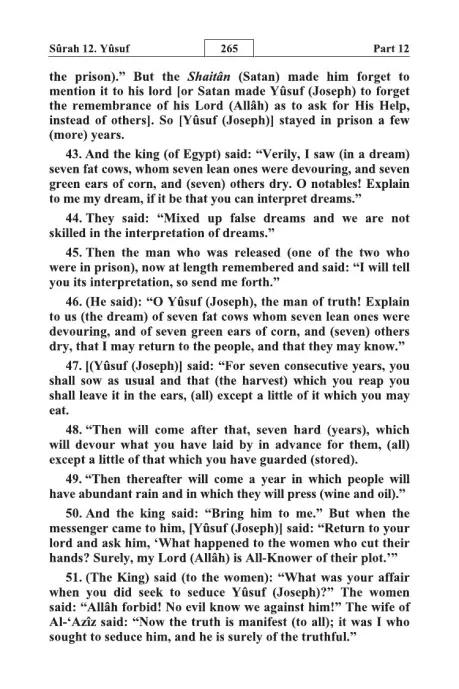 Sûrah 12. Yûsuf 265 Part 12
the prison).” But the Shaitân (Satan) made him forget to
mention it to his lord [or Satan made Yûsuf (Joseph) to forget
the remembrance of his Lord (Allâh) as to ask for His Help,
instead of others]. So [Yûsuf (Joseph)] stayed in prison a few
(more) years.
43. And the king (of Egypt) said: “Verily, I saw (in a dream)
seven fat cows, whom seven lean ones were devouring, and seven
green ears of corn, and (seven) others dry. O notables! Explain
to me my dream, if it be that you can interpret dreams.”
44. They said: “Mixed up false dreams and we are not
skilled in the interpretation of dreams.”
45. Then the man who was released (one of the two who
were in prison), now at length remembered and said: “I will tell
you its interpretation, so send me forth.”
46. (He said): “O Yûsuf (Joseph), the man of truth! Explain
to us (the dream) of seven fat cows whom seven lean ones were
devouring, and of seven green ears of corn, and (seven) others
dry, that I may return to the people, and that they may know.”
47. [(Yûsuf (Joseph)] said: “For seven consecutive years, you
shall sow as usual and that (the harvest) which you reap you
shall leave it in the ears, (all) except a little of it which you may
eat.
48. “Then will come after that, seven hard (years), which
will devour what you have laid by in advance for them, (all)
except a little of that which you have guarded (stored).
49. “Then thereafter will come a year in which people will
have abundant rain and in which they will press (wine and oil).”
50. And the king said: “Bring him to me.” But when the
messenger came to him, [Yûsuf (Joseph)] said: “Return to your
lord and ask him, ‘What happened to the women who cut their
hands? Surely, my Lord (Allâh) is All-Knower of their plot.’”
51. (The King) said (to the women): “What was your affair
when you did seek to seduce Yûsuf (Joseph)?” The women
said: “Allâh forbid! No evil know we against him!” The wife of
Al-‘Azîz said: “Now the truth is manifest (to all); it was I who
sought to seduce him, and he is surely of the truthful.”